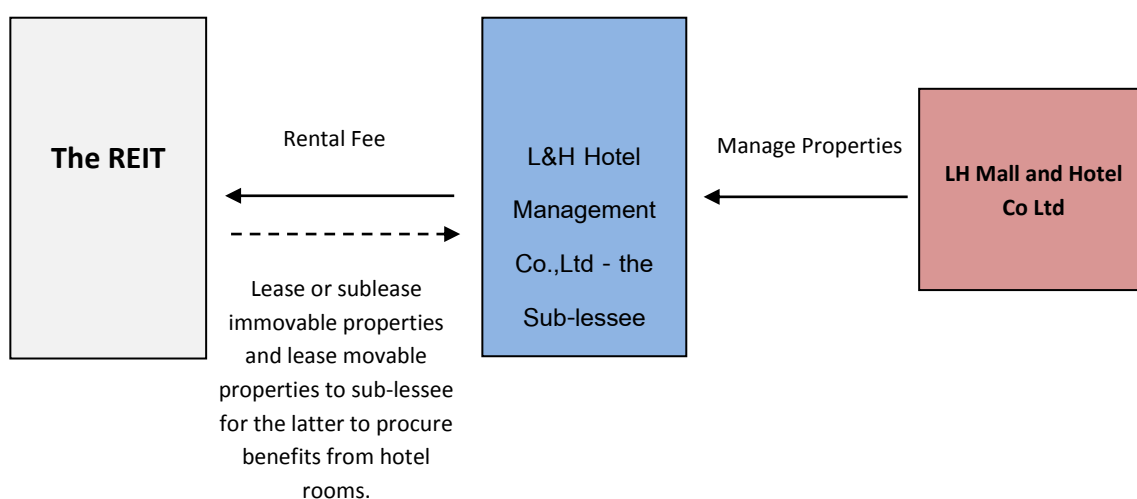 The REIT
Rental Fee
Lease or sublease
immovable properties
and lease movable
properties to sub-lessee
for the latter to procure
benefits from hotel
rooms.
L&H Hotel
Management
Co.,Ltd - the
Sub-lessee
Manage Properties
LH Mall and Hotel
Co Ltd